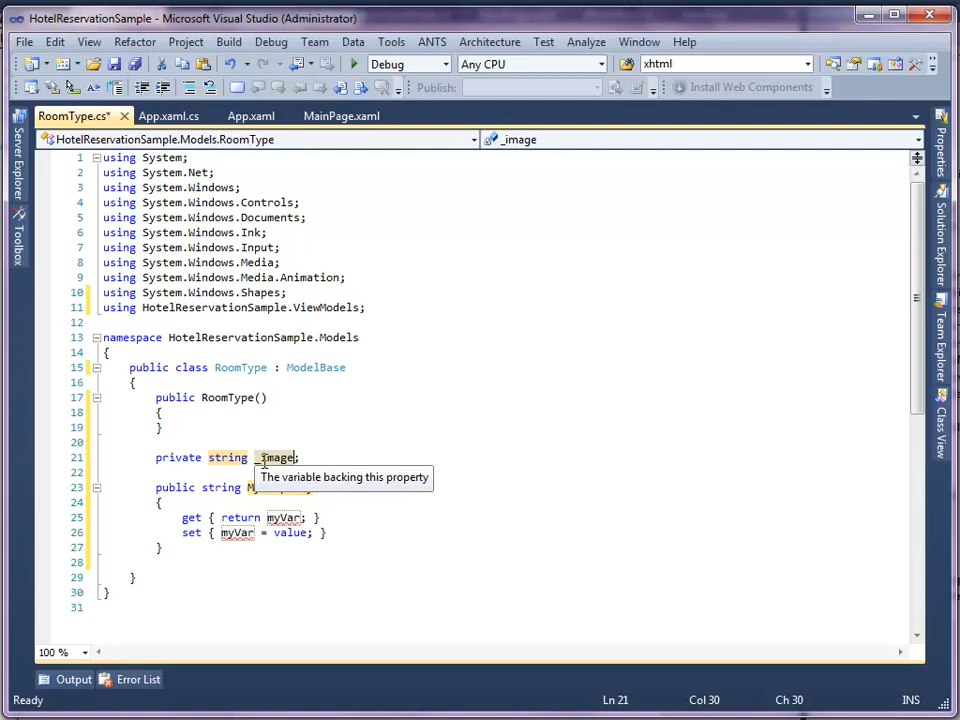 HotelReservationSample - Microsoft Visual Studio (Administrator)
File Edit View Refactor Project Build Debug Team Data Tools ANTS Architecture Test Analyze Window Help
Debug Any CPU xhtml
Publish: Install Web Components
RoomType.cs* App.xaml.cs App.xaml MainPage.xaml
HotelReservationSample.Models.RoomType _image
1 using System;
2 using System.Net;
3 using System.Windows;
4 using System.Windows.Controls;
5 using System.Windows.Documents;
6 using System.Windows.Ink;
7 using System.Windows.Input;
8 using System.Windows.Media;
9 using System.Windows.Media.Animation;
10 using System.Windows.Shapes;
11 using HotelReservationSample.ViewModels;
12
13 namespace HotelReservationSample.Models
14 {
15 public class RoomType : ModelBase
16 {
17 public RoomType()
18 {
19 }
20
21 private string _image;
22
The variable backing this property
23 public string
24 {
25 get { return myVar; }
26 set { myVar = value; }
27 }
28
29 }
30 }
31
100 %
Output Error List
Ready Ln 21 Col 30 Ch 30 INS
Server Explorer
Toolbox
Properties
Solution Explorer
Team Explorer
Class View